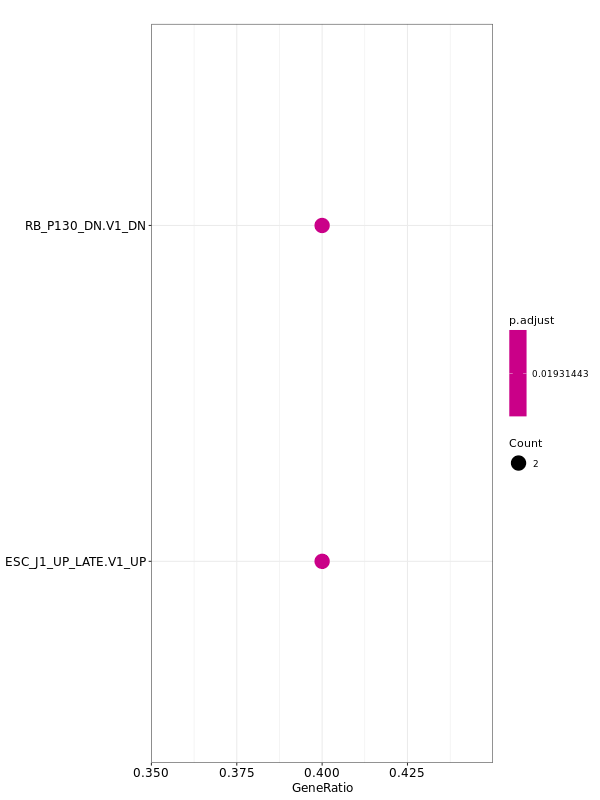 RB_P130_DN.V1_DN
ESC_J1_UP_LATE.V1_UP
0.350 0.375 0.400 0.425
GeneRatio
p.adjust
0.01931443
Count
2